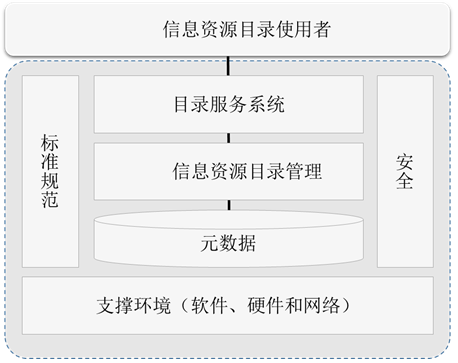 信息资源目录使用者
目录服务系统
标准规范
信息资源目录管理
安全
元数据
支撑环境（软件、硬件和网络）